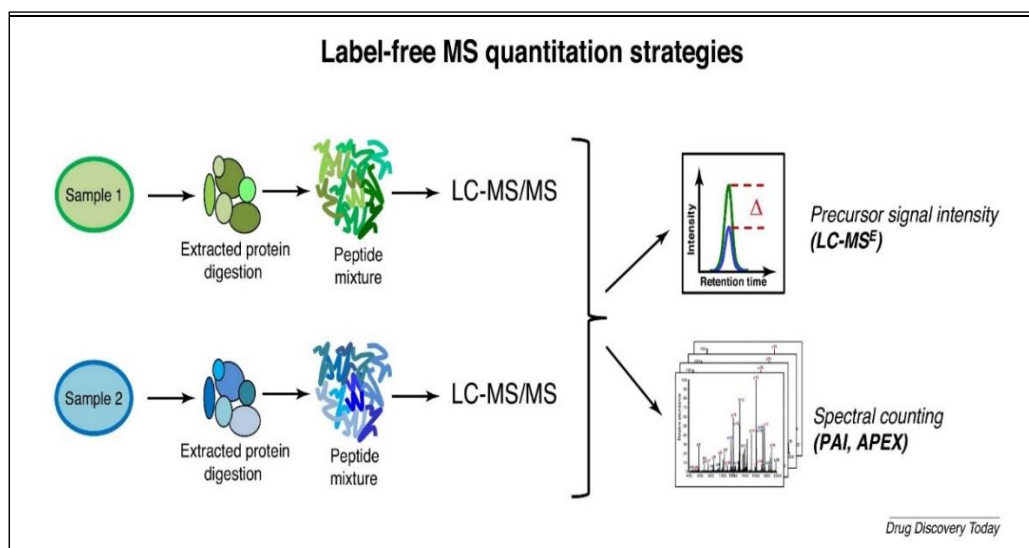 Label-free MS quantitation strategies
Sample 1
Extracted protein
digestion
Peptide
mixture
LC-MS/MS
Sample 2
Extracted protein
digestion
Peptide
mixture
LC-MS/MS
Intensity
Δ
Retention time
Precursor signal intensity
(LC-MSᴱ)
Spectral counting
(PAI, APEX)
Drug Discovery Today